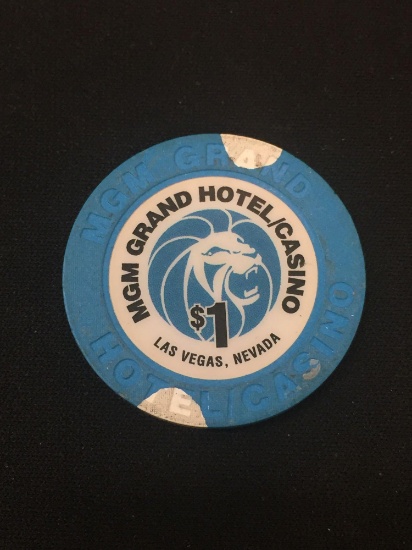 MGM GRAND
MGM GRAND HOTEL/CASINO
$1
LAS VEGAS, NEVADA
HOTEL/CASINO